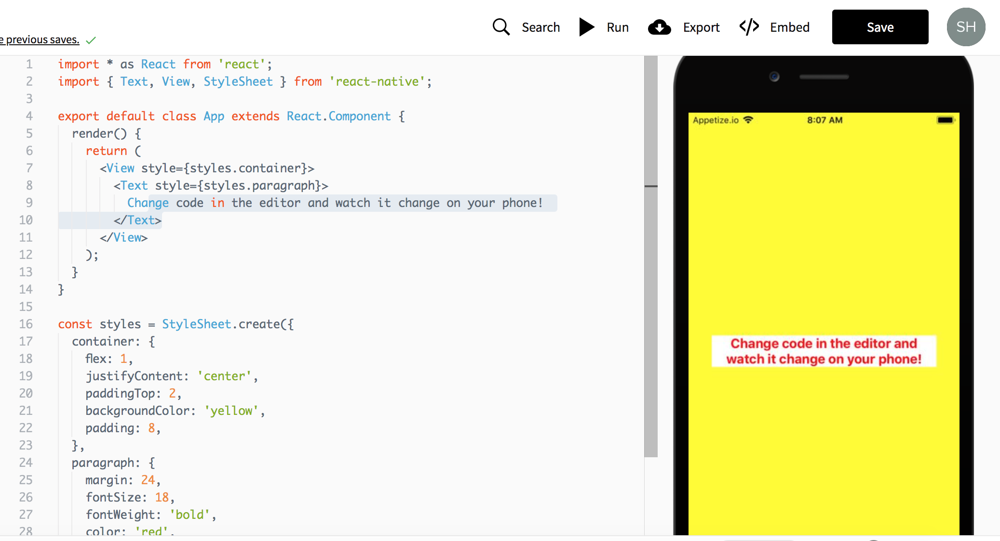 Search Run Export Embed Save SH
e previous saves.
1 import * as React from 'react';
2 import { Text, View, StyleSheet } from 'react-native';
3
4 export default class App extends React.Component {
5 render() {
6 return (
7 <View style={styles.container}>
8 <Text style={styles.paragraph}>
9 Change code in the editor and watch it change on your phone!
10 </Text>
11 </View>
12 );
13 }
14 }
15
16 const styles = StyleSheet.create({
17 container: {
18 flex: 1,
19 justifyContent: 'center',
20 paddingTop: 2,
21 backgroundColor: 'yellow',
22 padding: 8,
23 },
24 paragraph: {
25 margin: 24,
26 fontSize: 18,
27 fontWeight: 'bold',
28 color: 'red',
Appetize.io 8:07 AM
Change code in the editor and
watch it change on your phone!